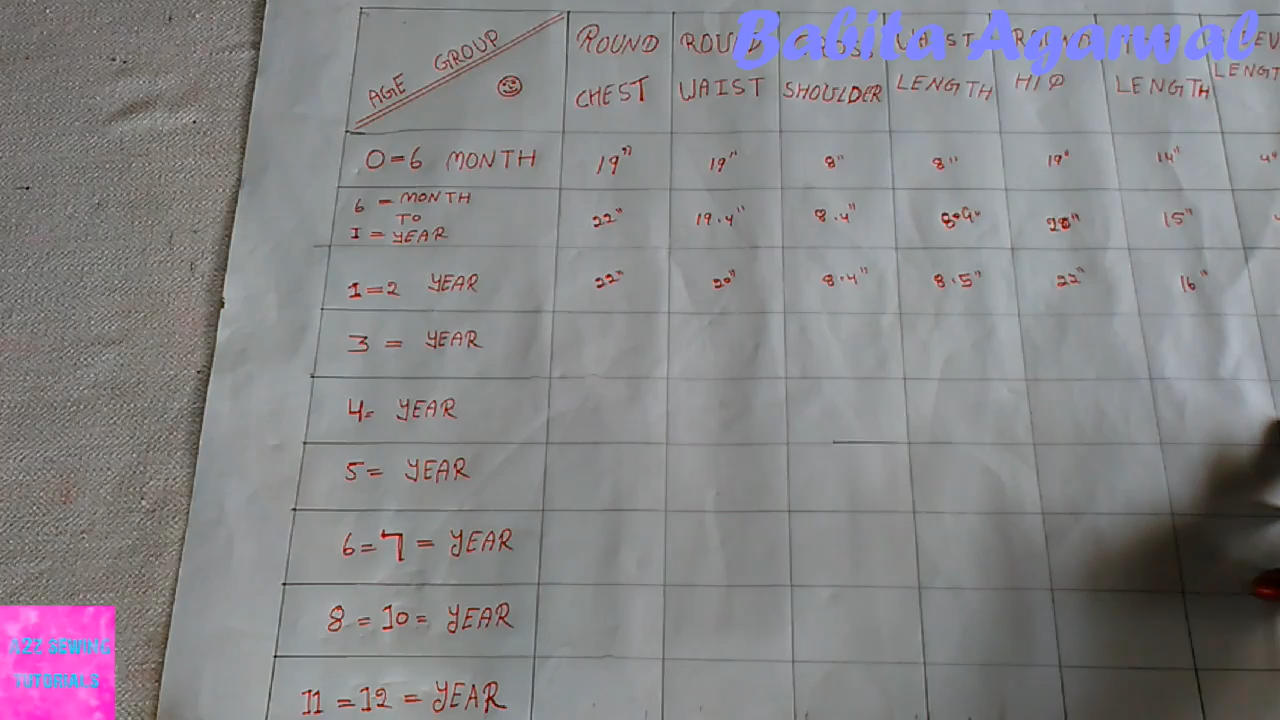 Babita Agarwal
AGE GROUP
ROUND CHEST
ROUND WAIST
SHOULDER
WAIST LENGTH
ROUND HIP
LENGTH
0=6 MONTH 19" 19" 8" 8" 19" 14" 4"
6 - MONTH
TO
1 = YEAR
22" 19.4" 8.4" 15"
1=2 YEAR 22" 20" 8.4" 8.5" 22" 16"
3 = YEAR
4= YEAR
5= YEAR
6=7= YEAR
8=10= YEAR
11=12= YEAR
A2Z SEWING
TUTORIALS